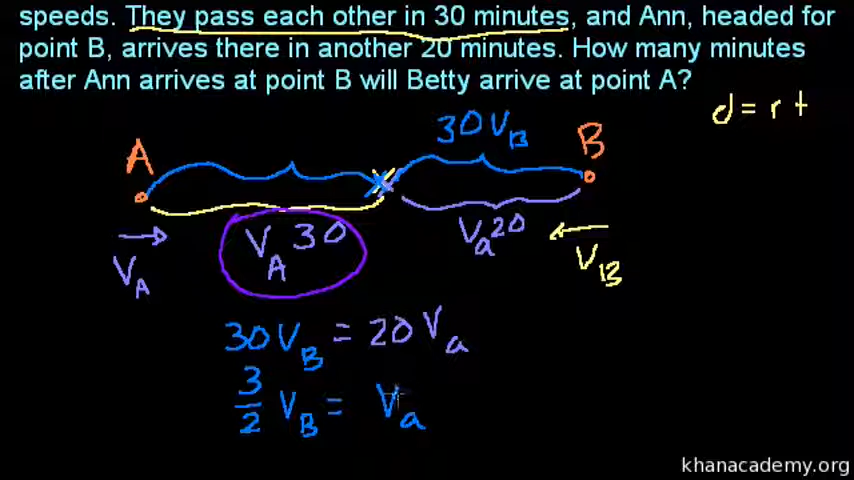 speeds. They pass each other in 30 minutes, and Ann, headed for
point B, arrives there in another 20 minutes. How many minutes
after Ann arrives at point B will Betty arrive at point A?
d = r t
30 V_B
A
B
V_A 30
V_a 20
V_A
V_B
30 V_B = 20 V_a
3/2 V_B = V_a
khanacademy.org